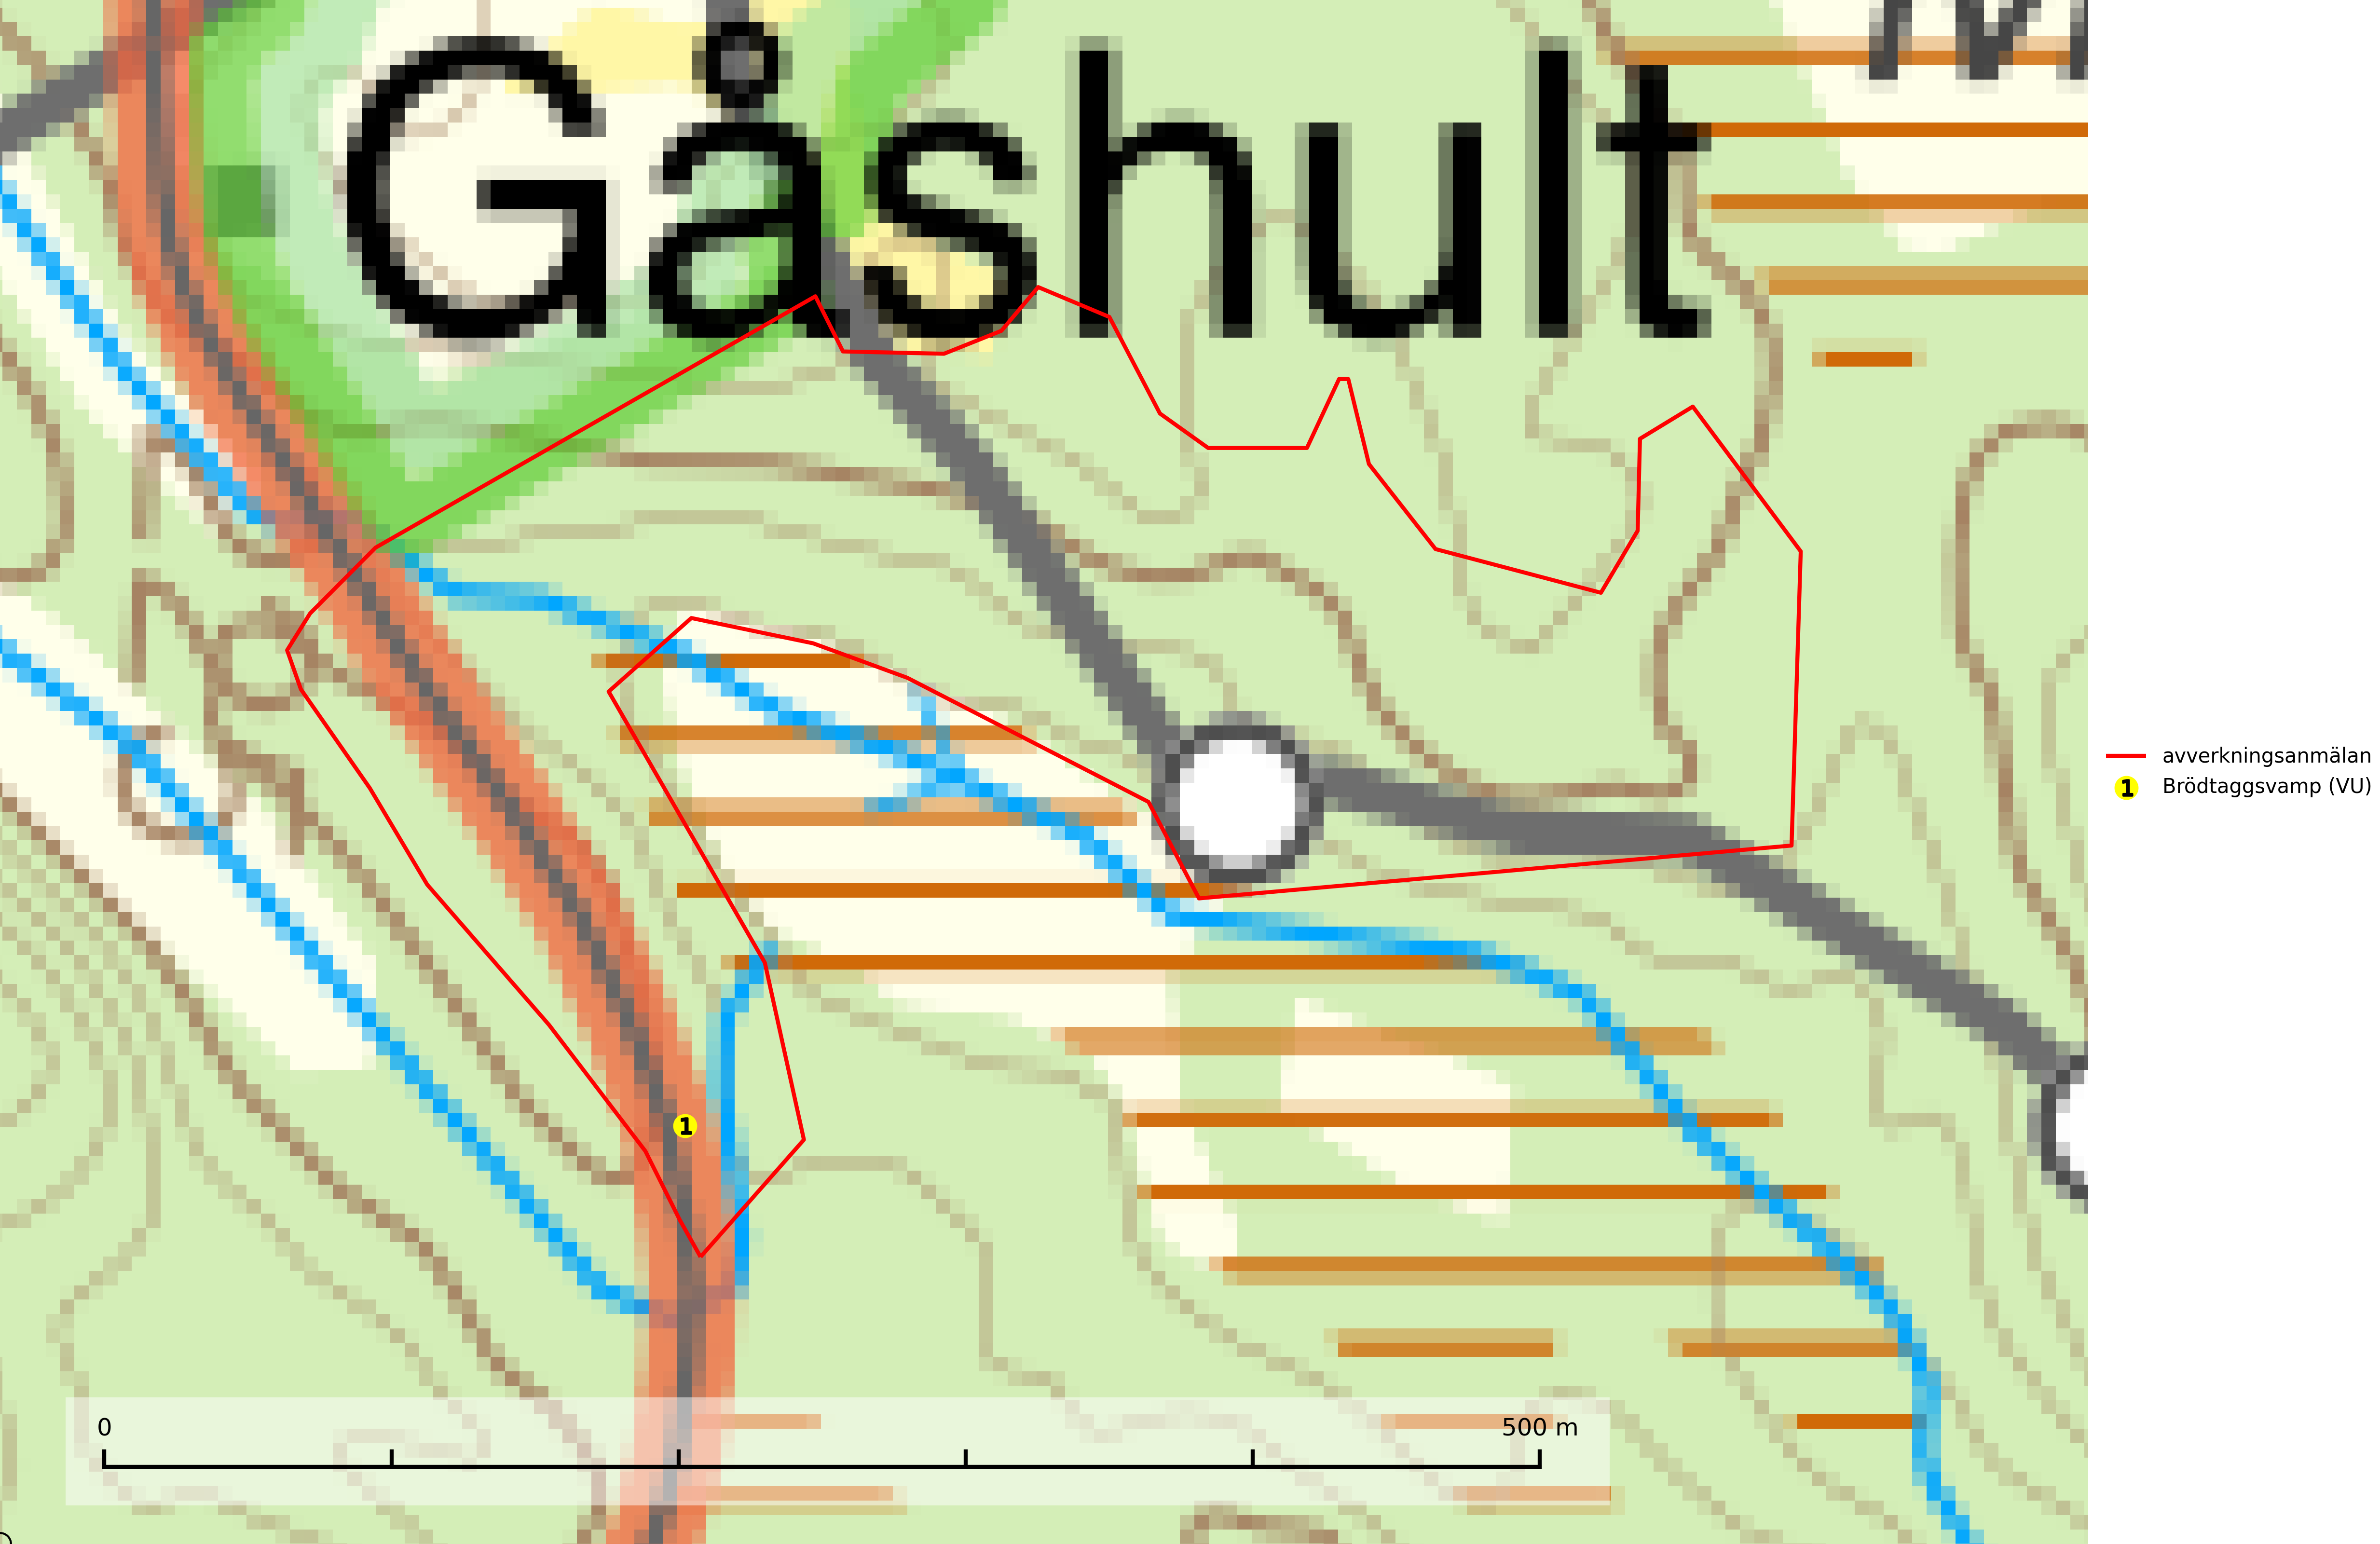 Gåshult
avverkningsanmälan
1 Brödtaggsvamp (VU)
1
0 500 m